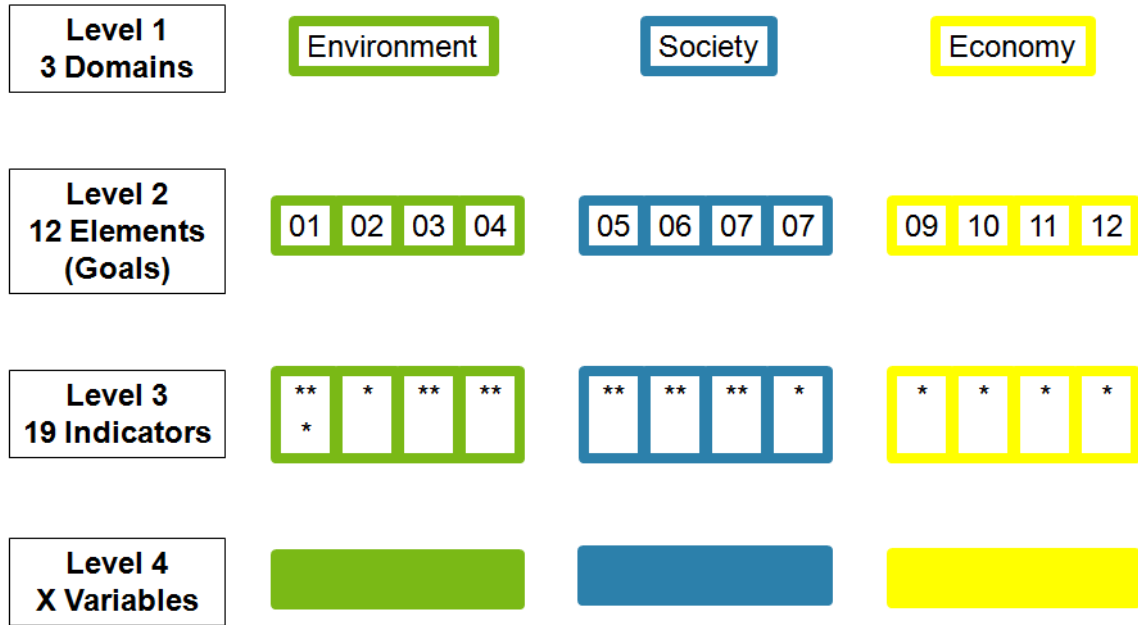 Level 1
3 Domains
Environment
Society
Economy
Level 2
12 Elements
(Goals)
01 02 03 04
05 06 07 07
09 10 11 12
Level 3
19 Indicators
** * ** **
*
** ** ** *
* * * *
Level 4
X Variables